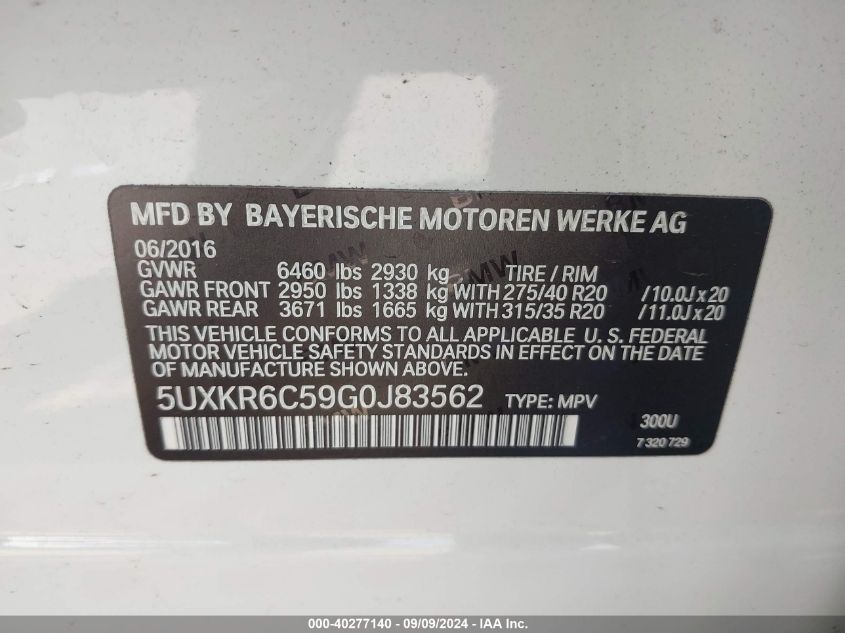 MFD BY BAYERISCHE MOTOREN WERKE AG
06/2016
GVWR 6460 lbs 2930 kg TIRE / RIM
GAWR FRONT 2950 lbs 1338 kg WITH 275/40 R20 /10.0J x 20
GAWR REAR 3671 lbs 1665 kg WITH 315/35 R20 /11.0J x 20
THIS VEHICLE CONFORMS TO ALL APPLICABLE U. S. FEDERAL
MOTOR VEHICLE SAFETY STANDARDS IN EFFECT ON THE DATE
OF MANUFACTURE SHOWN ABOVE.
5UXKR6C59G0J83562 TYPE: MPV
300U
7 320 729
000-40277140 - 09/09/2024 - IAA Inc.